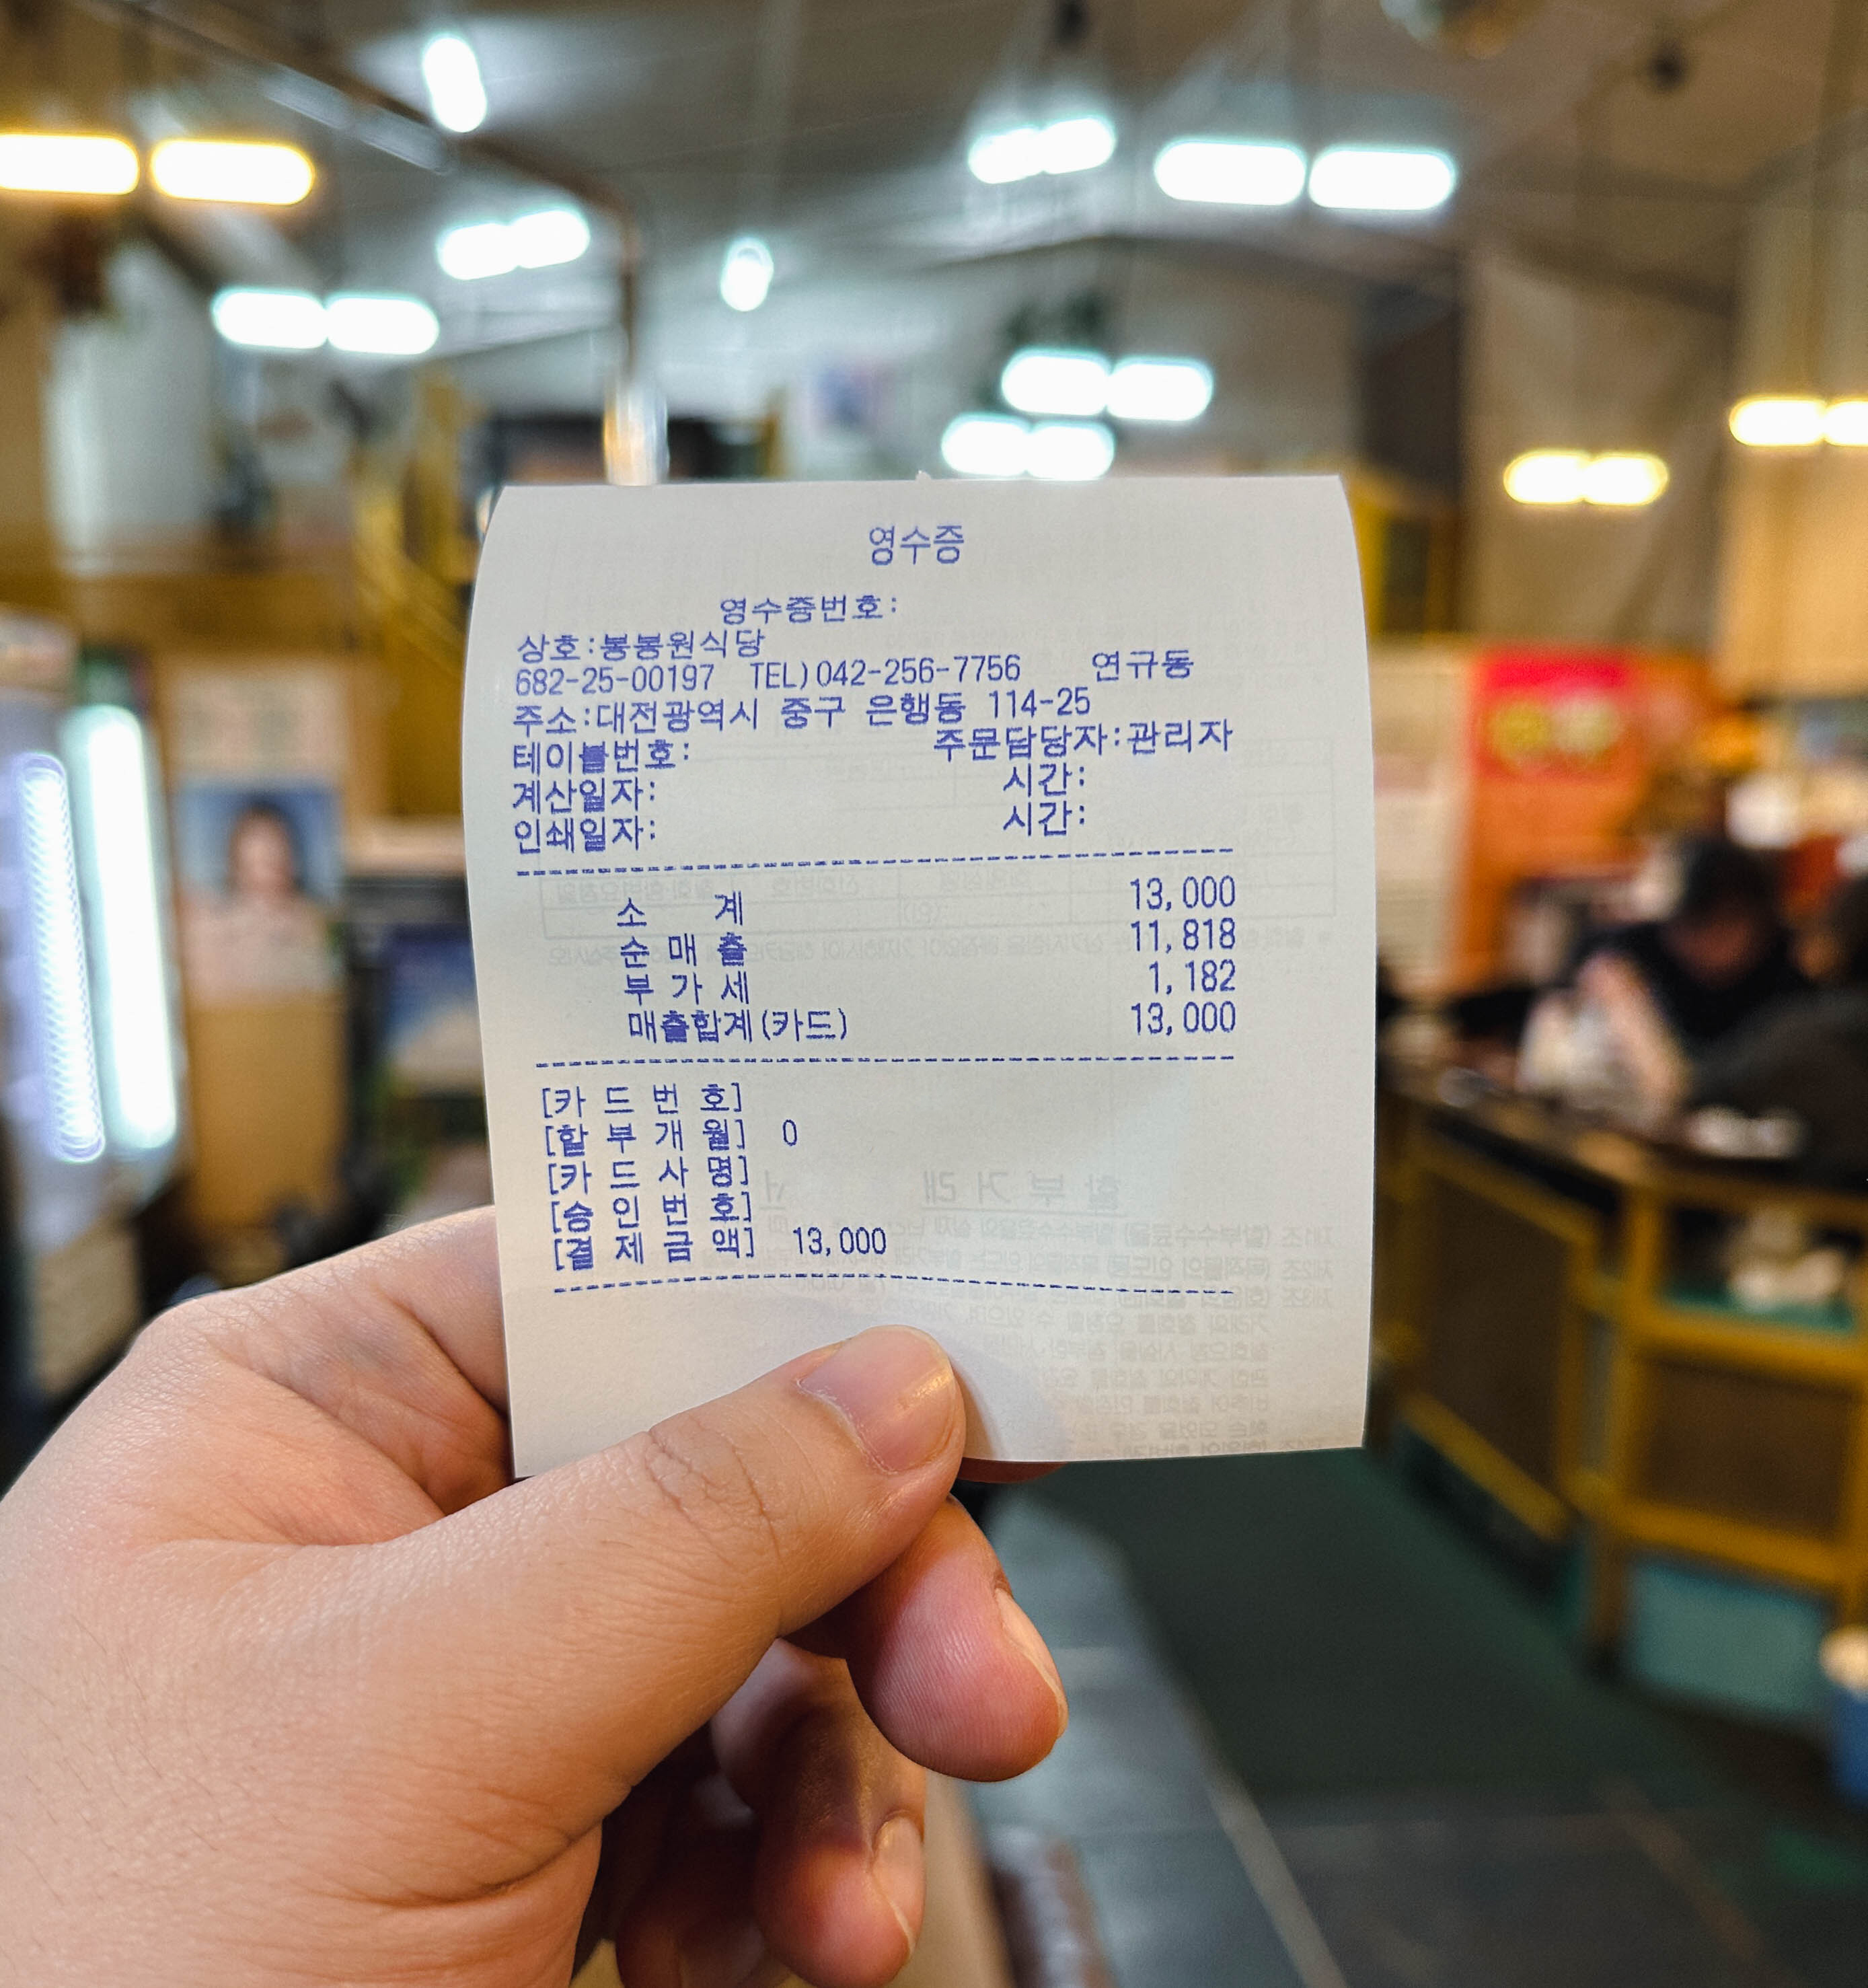 영수증
영수증번호:
상호:봉봉원식당
682-25-00197 TEL)042-256-7756 연규동
주소:대전광역시 중구 은행동 114-25
테이블번호: 주문담당자:관리자
계산일자: 시간:
인쇄일자: 시간:
소 계 13,000
순 매 출 11,818
부 가 세 1,182
매출합계(카드) 13,000
[카 드 번 호]
[할 부 개 월] 0
[카 드 사 명]
[승 인 번 호]
[결 제 금 액] 13,000